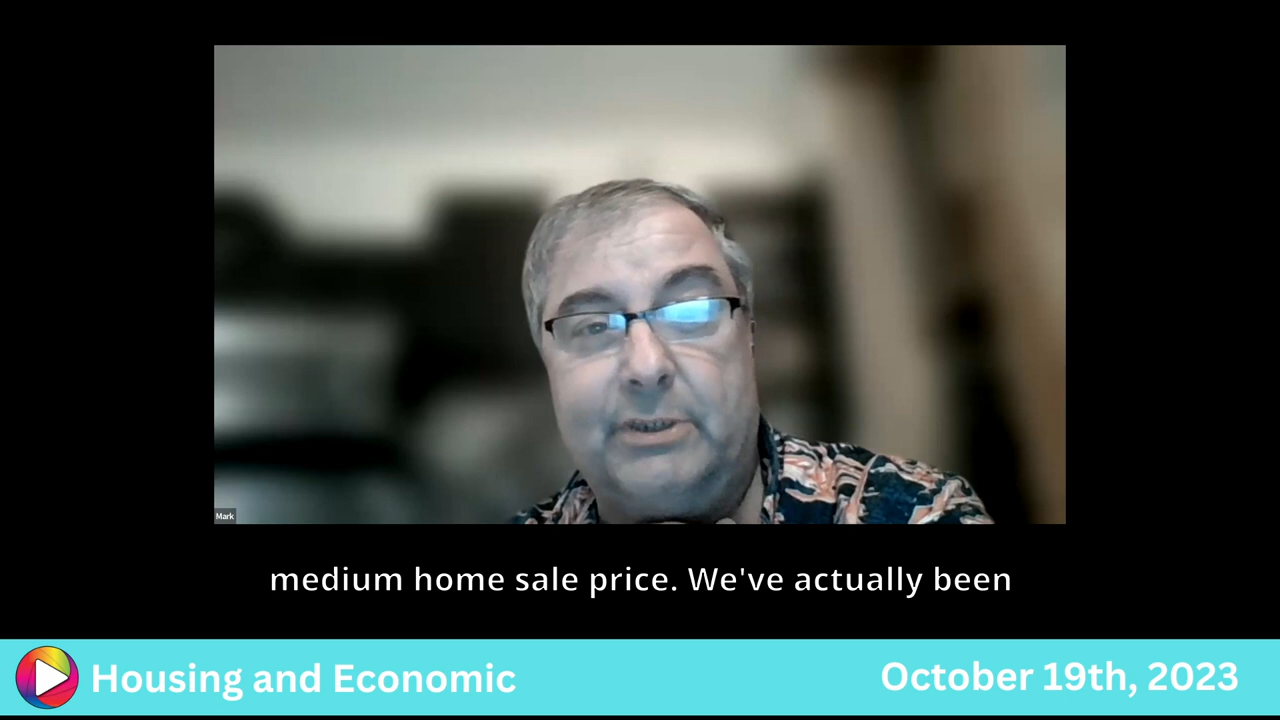 Mark
medium home sale price. We've actually been
Housing and Economic
October 19th, 2023